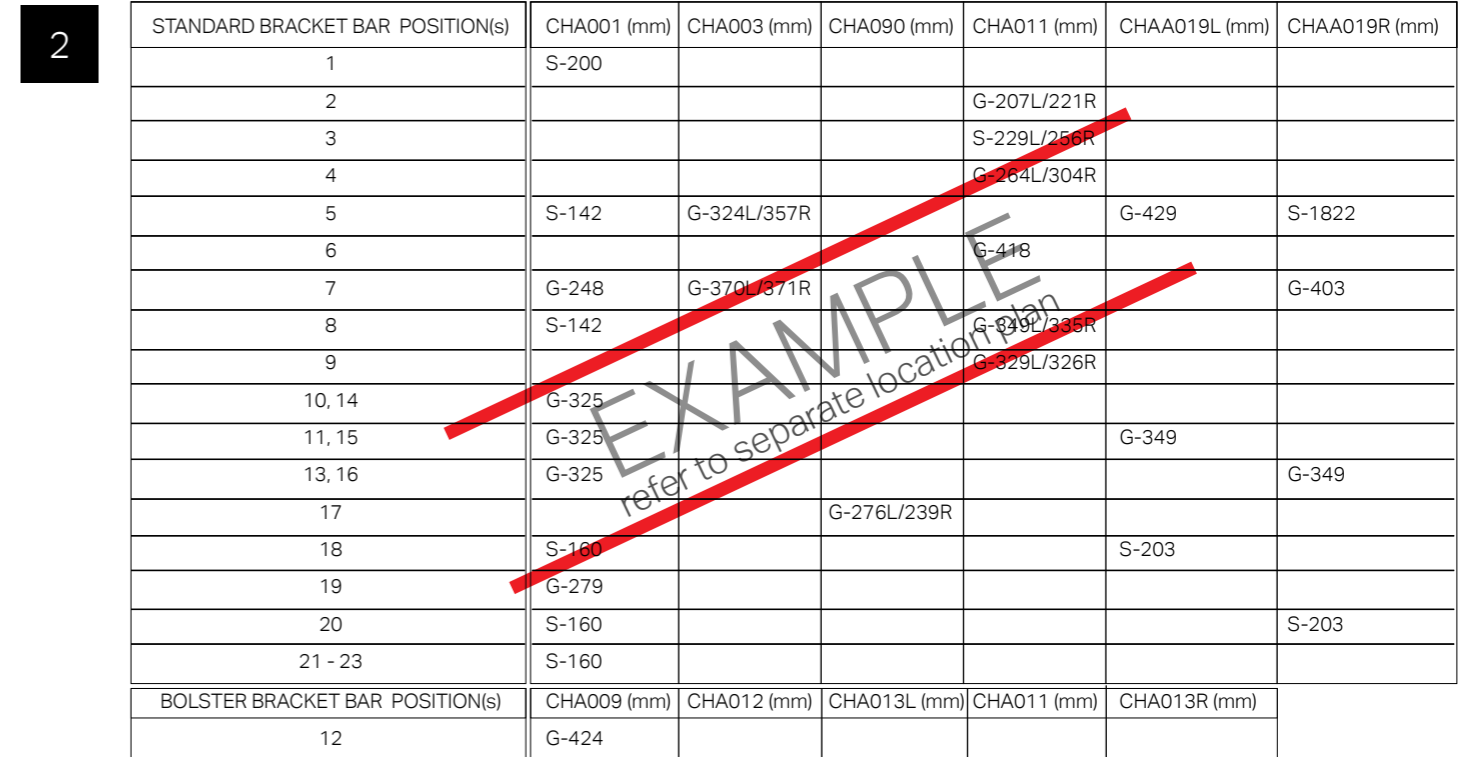 2
STANDARD BRACKET BAR POSITION(s) CHA001 (mm) CHA003 (mm) CHA090 (mm) CHA011 (mm) CHAA019L (mm) CHAA019R (mm)
1 S-200
2 G-207L/221R
3 S-229L/256R
4 G-264L/304R
5 S-142 G-324L/357R G-429 S-1822
6 G-418
7 G-248 G-370L/371R G-403
8 S-142 G-349L/335R
9 G-329L/326R
10, 14 G-325
11, 15 G-325 G-349
13, 16 G-325 G-349
17 G-276L/239R
18 S-160 S-203
19 G-279
20 S-160 S-203
21 - 23 S-160
BOLSTER BRACKET BAR POSITION(s) CHA009 (mm) CHA012 (mm) CHA013L (mm) CHA011 (mm) CHA013R (mm)
12 G-424
EXAMPLE
refer to separate location plan